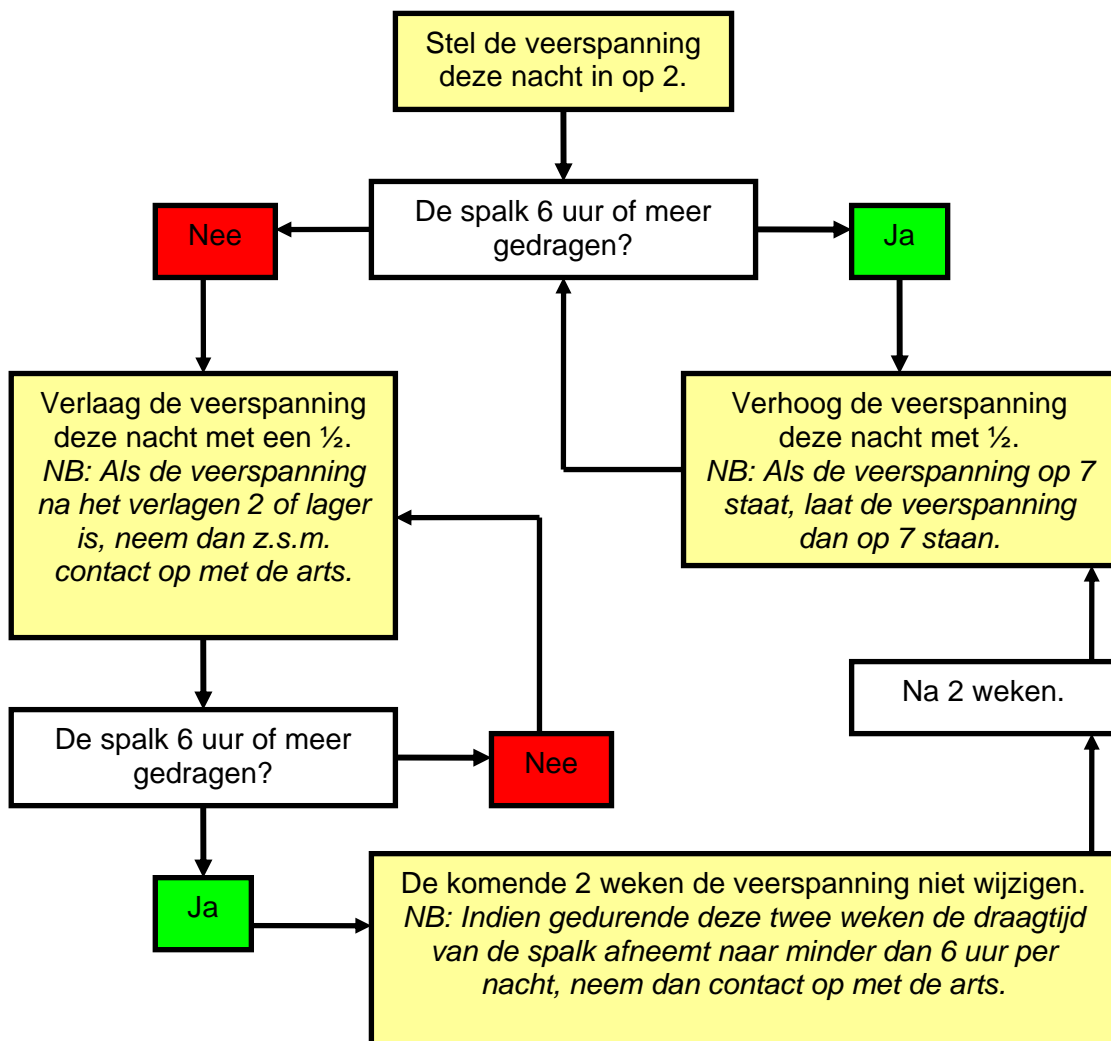 Stel de veerspanning
deze nacht in op 2.
De spalk 6 uur of meer
gedragen?
Nee
Ja
Verlaag de veerspanning
deze nacht met een ½.
NB: Als de veerspanning
na het verlagen 2 of lager
is, neem dan z.s.m.
contact op met de arts.
Verhoog de veerspanning
deze nacht met ½.
NB: Als de veerspanning op 7
staat, laat de veerspanning
dan op 7 staan.
Na 2 weken.
De spalk 6 uur of meer
gedragen?
Nee
Ja
De komende 2 weken de veerspanning niet wijzigen.
NB: Indien gedurende deze twee weken de draagtijd
van de spalk afneemt naar minder dan 6 uur per
nacht, neem dan contact op met de arts.